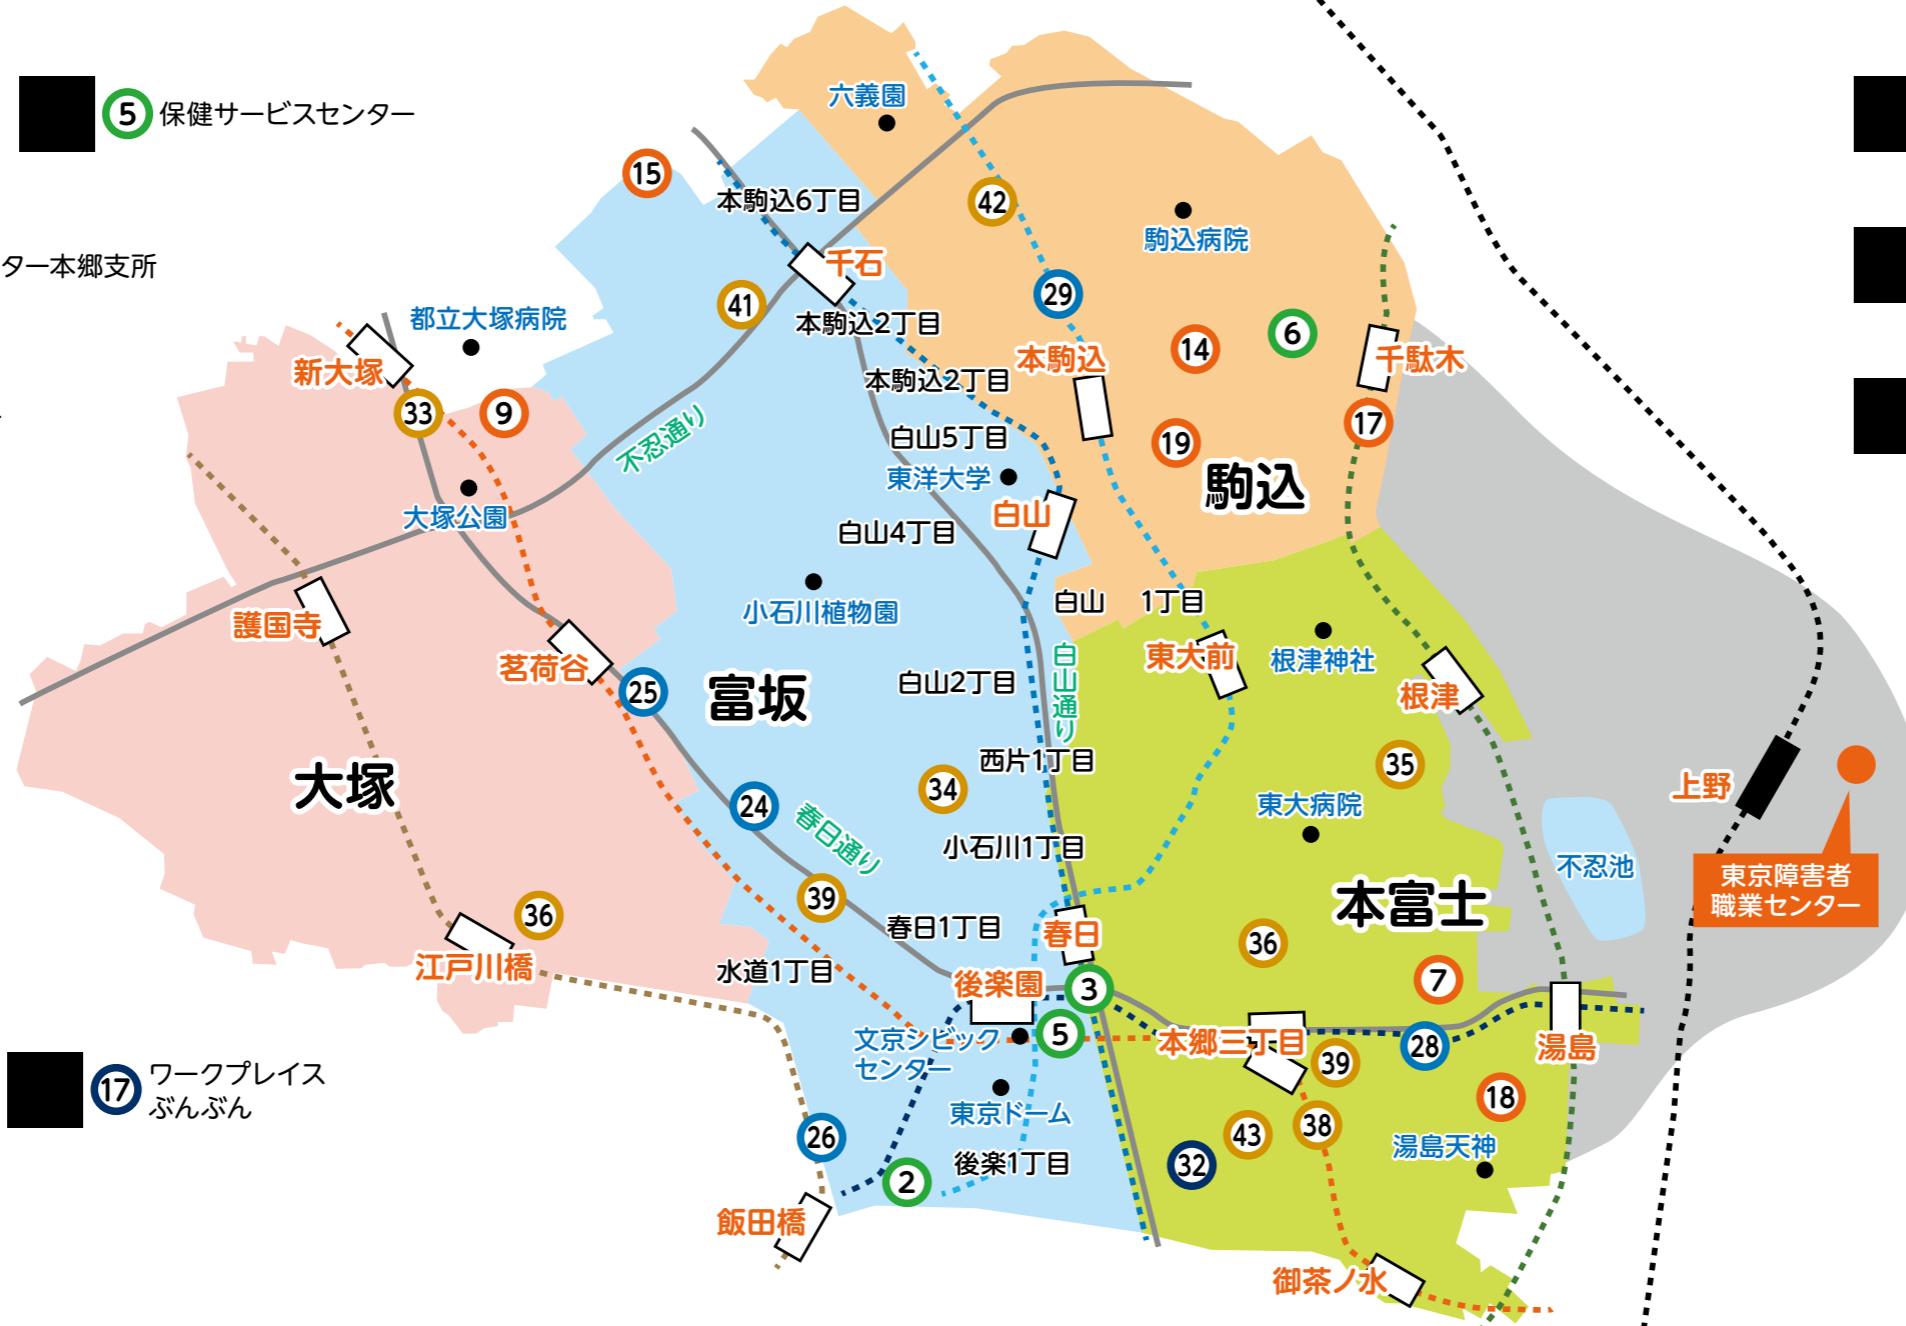 5 保健サービスセンター
ター本郷支所
17 ワークプレイス
ぶんぶん
六義園
15
本駒込6丁目
42
駒込病院
千石
41
29
本駒込2丁目
都立大塚病院
新大塚
本駒込2丁目
本駒込
14
6
千駄木
33
9
不忍通り
白山5丁目
19
17
東洋大学
駒込
大塚公園
白山
白山4丁目
護国寺
小石川植物園
白山 1丁目
茗荷谷
東大前
根津神社
25
富坂
白山2丁目
白山通り
根津
大塚
西片1丁目
35
上野
24
34
東大病院
春日通り
小石川1丁目
不忍池
東京障害者
職業センター
39
本富士
36
春日1丁目
春日
36
江戸川橋
水道1丁目
後楽園
3
7
文京シビック
センター
5
本郷三丁目
28
湯島
39
東京ドーム
18
26
43
38
湯島天神
後楽1丁目
32
2
飯田橋
御茶ノ水